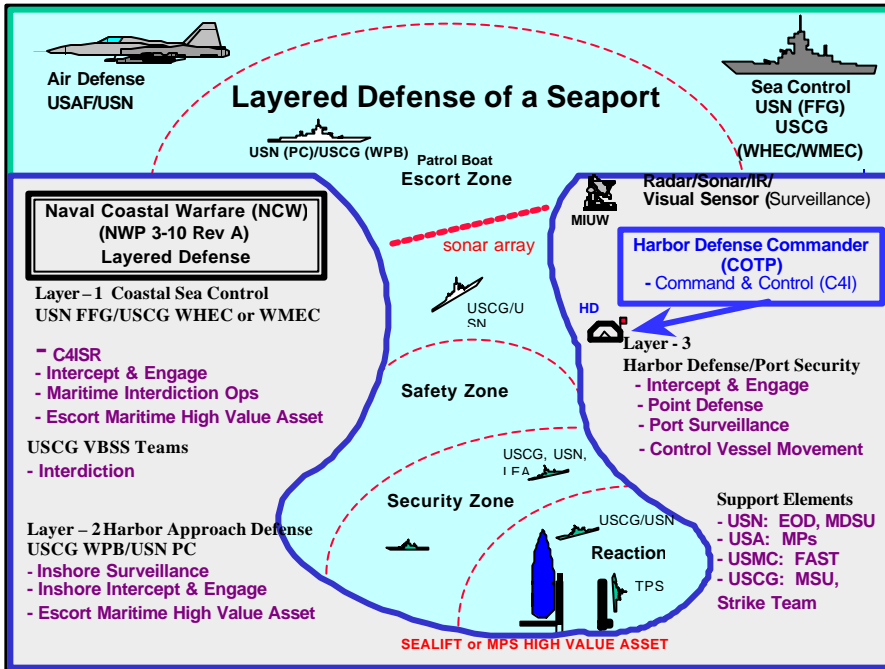 Air Defense
USAF/USN
Layered Defense of a Seaport
Sea Control
USN (FFG)
USCG
(WHEC/WMEC)
USN (PC)/USCG (WPB)
Patrol Boat
Escort Zone
Naval Coastal Warfare (NCW)
(NWP 3-10 Rev A)
Layered Defense
sonar array
Radar/Sonar/IR/
Visual Sensor (Surveillance)
MIUW
Harbor Defense Commander
(COTP)
- Command & Control (C4I)
HD
Layer – 1 Coastal Sea Control
USN FFG/USCG WHEC or WMEC
- C4ISR
- Intercept & Engage
- Maritime Interdiction Ops
- Escort Maritime High Value Asset
USCG VBSS Teams
- Interdiction
Layer – 2 Harbor Approach Defense
USCG WPB/USN PC
- Inshore Surveillance
- Inshore Intercept & Engage
- Escort Maritime High Value Asset
USCG/U
SN
Safety Zone
USCG, USN,
LEA
Security Zone
USCG/USN
Reaction
TPS
SEALIFT or MPS HIGH VALUE ASSET
Layer - 3
Harbor Defense/Port Security
- Intercept & Engage
- Point Defense
- Port Surveillance
- Control Vessel Movement
Support Elements
- USN: EOD, MDSU
- USA: MPs
- USMC: FAST
- USCG: MSU,
Strike Team